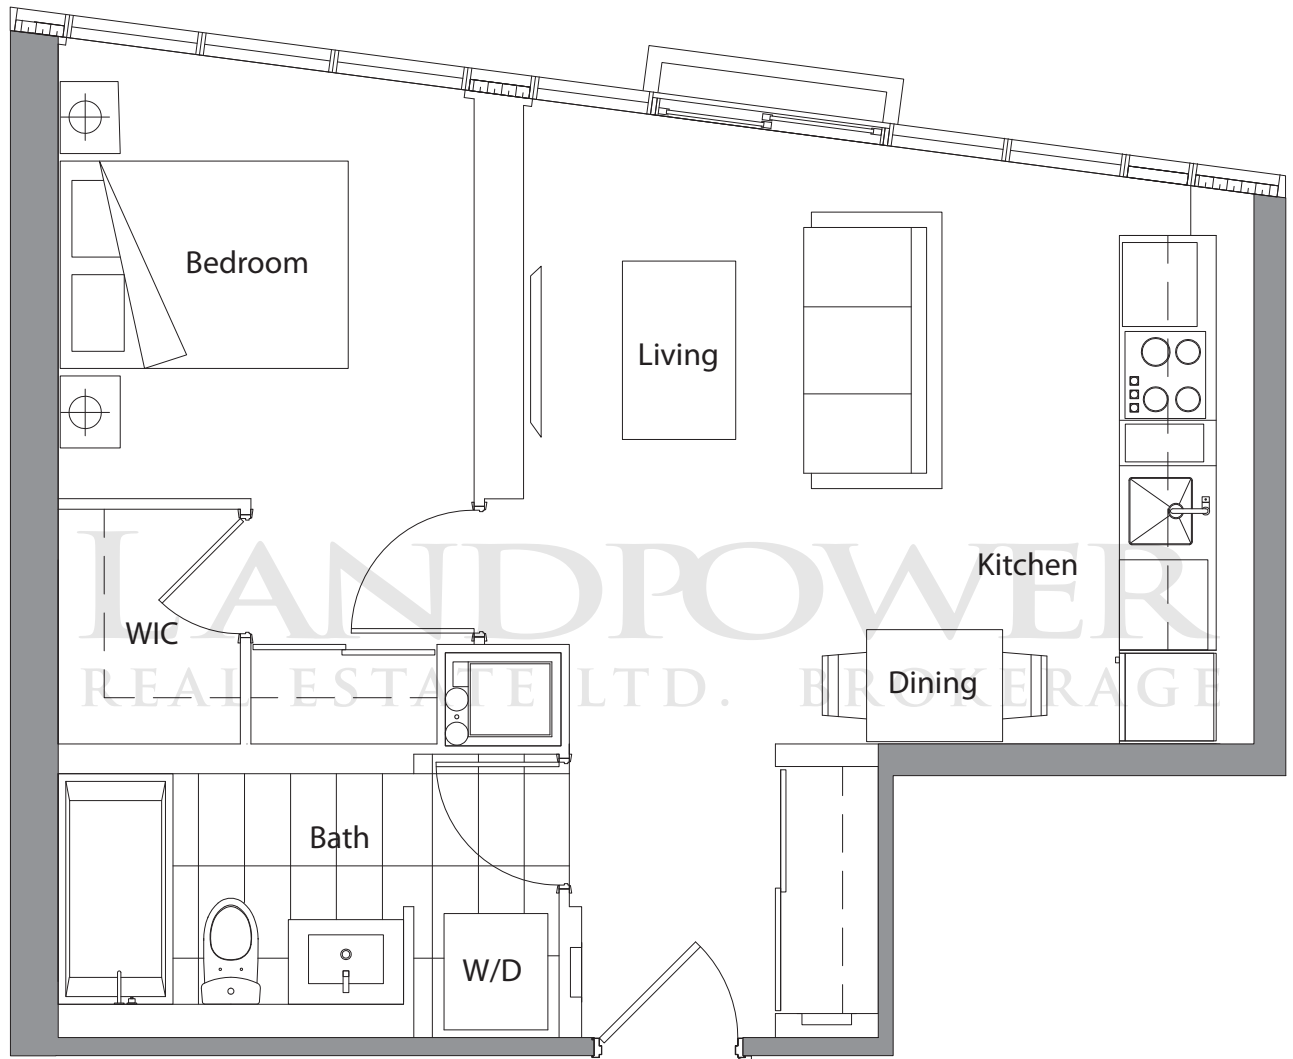 Bedroom
Living
Kitchen
LANDPOWER
WIC
REAL ESTATE LTD. BROKERAGE
Dining
Bath
W/D